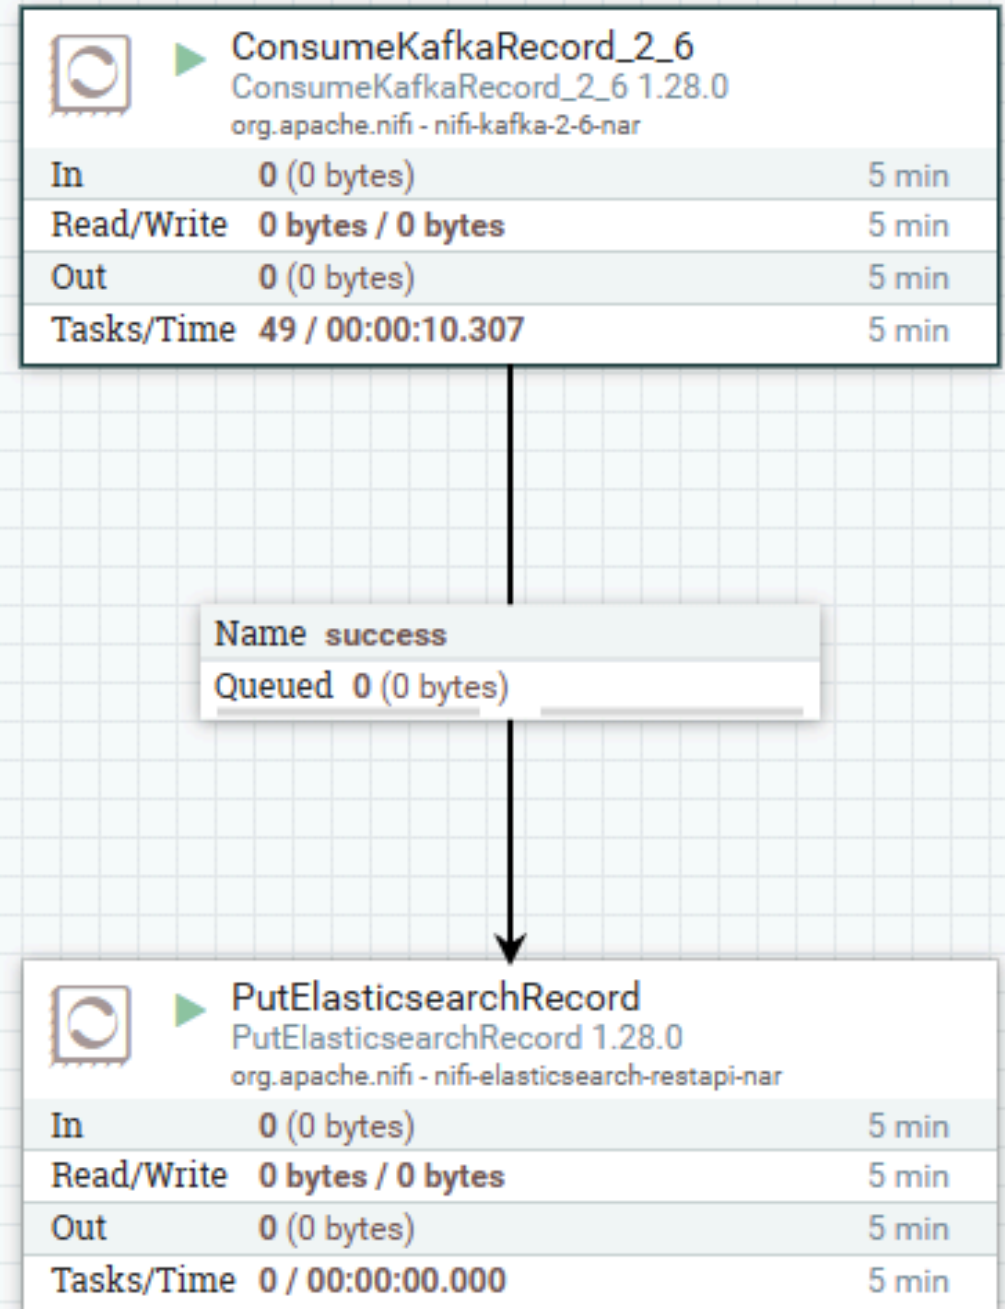 ConsumeKafkaRecord_2_6
ConsumeKafkaRecord_2_6 1.28.0
org.apache.nifi - nifi-kafka-2-6-nar
In 0 (0 bytes) 5 min
Read/Write 0 bytes / 0 bytes 5 min
Out 0 (0 bytes) 5 min
Tasks/Time 49 / 00:00:10.307 5 min
Name success
Queued 0 (0 bytes)
PutElasticsearchRecord
PutElasticsearchRecord 1.28.0
org.apache.nifi - nifi-elasticsearch-restapi-nar
In 0 (0 bytes) 5 min
Read/Write 0 bytes / 0 bytes 5 min
Out 0 (0 bytes) 5 min
Tasks/Time 0 / 00:00:00.000 5 min